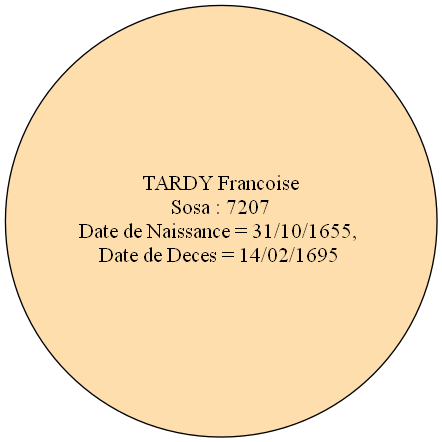 TARDY Francoise
Sosa : 7207
Date de Naissance = 31/10/1655,
Date de Deces = 14/02/1695